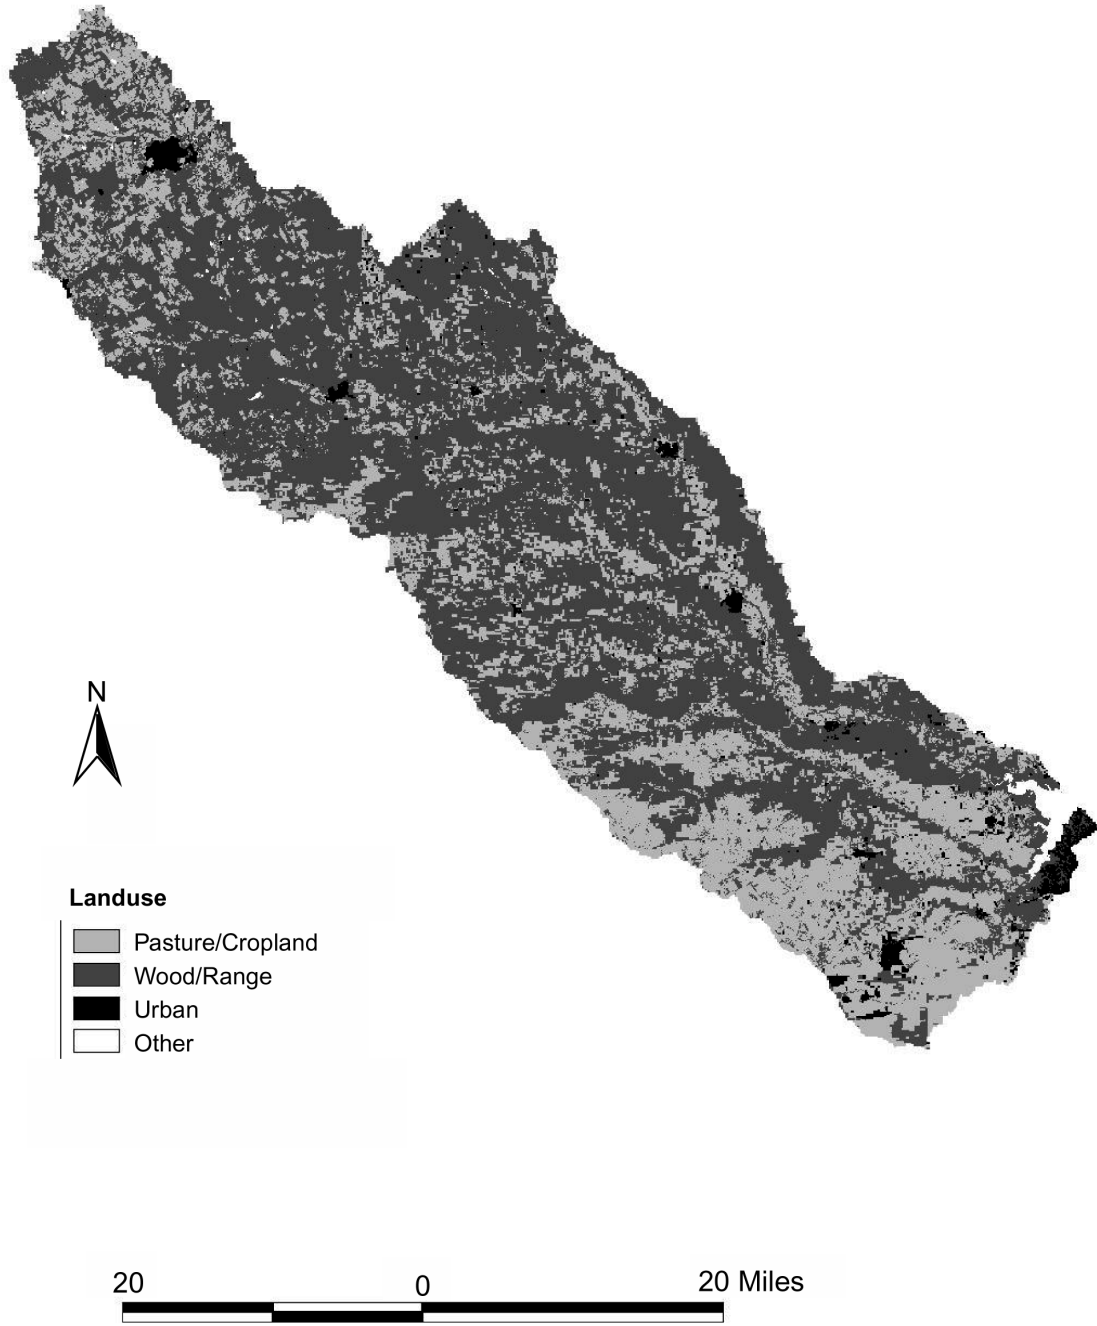 N
Landuse
Pasture/Cropland
Wood/Range
Urban
Other
20 0 20 Miles